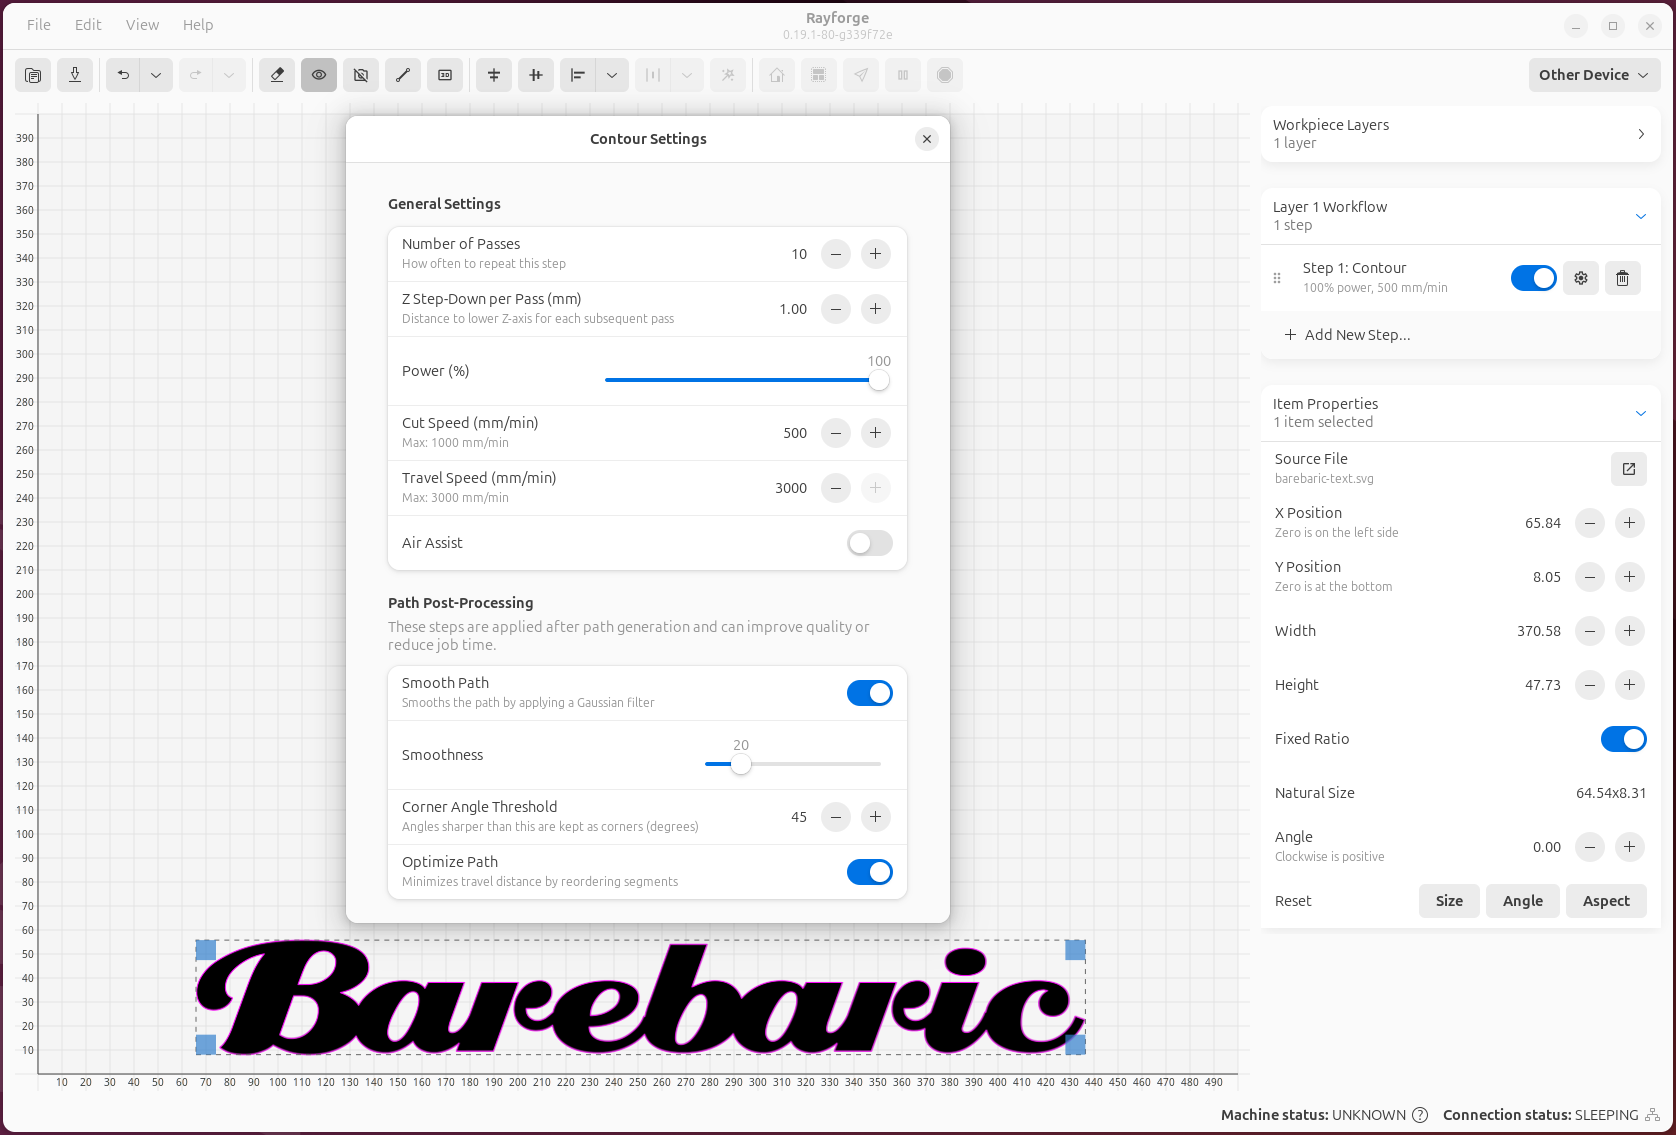 File Edit View Help
Rayforge
0.19.1-80-g339f72e
Other Device
Contour Settings
General Settings
Number of Passes
How often to repeat this step
10
Z Step-Down per Pass (mm)
Distance to lower Z-axis for each subsequent pass
1.00
Power (%)
100
Cut Speed (mm/min)
Max: 1000 mm/min
500
Travel Speed (mm/min)
Max: 3000 mm/min
3000
Air Assist
Path Post-Processing
These steps are applied after path generation and can improve quality or
reduce job time.
Smooth Path
Smooths the path by applying a Gaussian filter
Smoothness
20
Corner Angle Threshold
Angles sharper than this are kept as corners (degrees)
45
Optimize Path
Minimizes travel distance by reordering segments
Workpiece Layers
1 layer
Layer 1 Workflow
1 step
Step 1: Contour
100% power, 500 mm/min
Add New Step...
Item Properties
1 item selected
Source File
barebaric-text.svg
X Position
Zero is on the left side
65.84
Y Position
Zero is at the bottom
8.05
Width
370.58
Height
47.73
Fixed Ratio
Natural Size
64.54x8.31
Angle
Clockwise is positive
0.00
Reset Size Angle Aspect
390
380
370
360
350
340
330
320
310
300
290
280
270
260
250
240
230
220
210
200
190
180
170
160
150
140
130
120
110
100
90
80
70
60
50
40
30
20
10
Barebaric
10 20 30 40 50 60 70 80 90 100 110 120 130 140 150 160 170 180 190 200 210 220 230 240 250 260 270 280 290 300 310 320 330 340 350 360 370 380 390 400 410 420 430 440 450 460 470 480 490
Machine status: UNKNOWN Connection status: SLEEPING